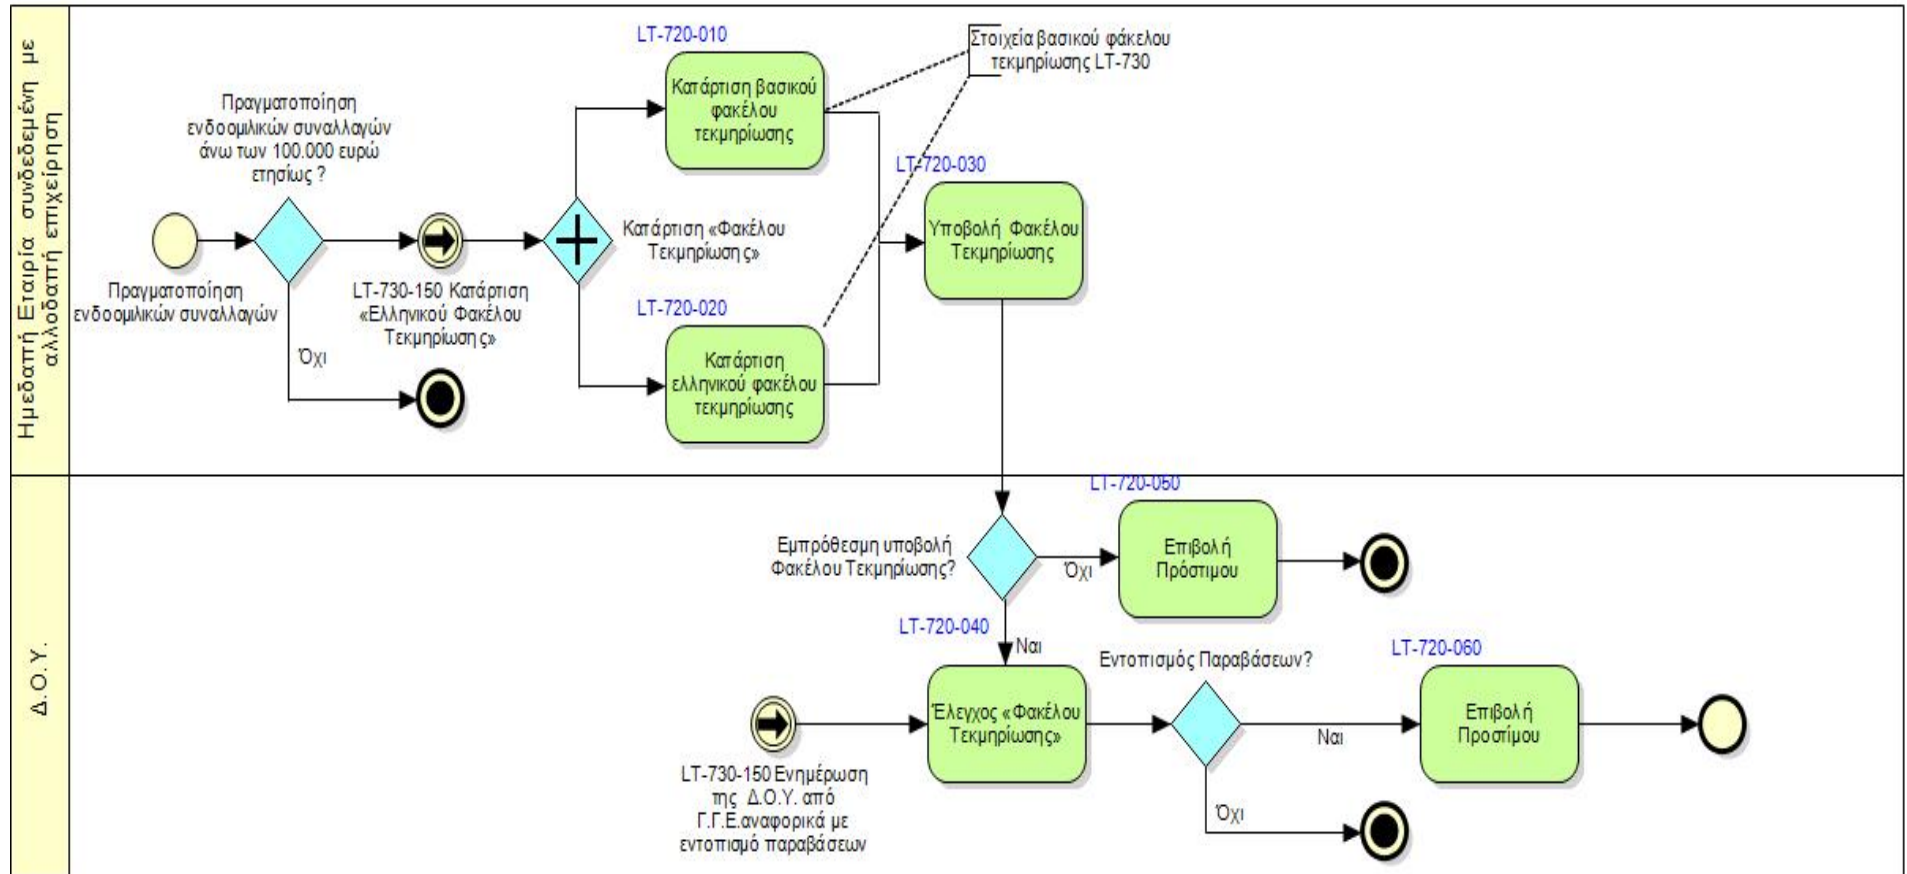 Ημεδαπή Εταιρία συνδεδεμένη με
αλλοδαπή επιχείρηση
Πραγματοποίηση
ενδοομιλικών συναλλαγών
άνω των 100.000 ευρώ
ετησίως ?
Πραγματοποίηση
ενδοομιλικών συναλλαγών
Όχι
LT-730-150 Κατάρτιση
«Ελληνικού Φακέλου
Τεκμηρίωσης»
Κατάρτιση «Φακέλου
Τεκμηρίωσης»
LT-720-010
Κατάρτιση βασικού
φακέλου
τεκμηρίωσης
LT-720-020
Κατάρτιση
ελληνικού φακέλου
τεκμηρίωσης
Στοιχεία βασικού φάκελου
τεκμηρίωσης LT-730
LT-720-030
Υποβολή Φακέλου
Τεκμηρίωσης
Δ.Ο.Υ.
Εμπρόθεσμη υποβολή
Φακέλου Τεκμηρίωσης?
Όχι
LT-720-050
Επιβολή
Πρόστιμου
Ναι
LT-720-040
Έλεγχος «Φακέλου
Τεκμηρίωσης»
LT-730-150 Ενημέρωση
της Δ.Ο.Υ. από
Γ.Γ.Ε.αναφορικά με
εντοπισμό παραβάσεων
Εντοπισμός Παραβάσεων?
Ναι
Όχι
LT-720-060
Επιβολή
Προστίμου